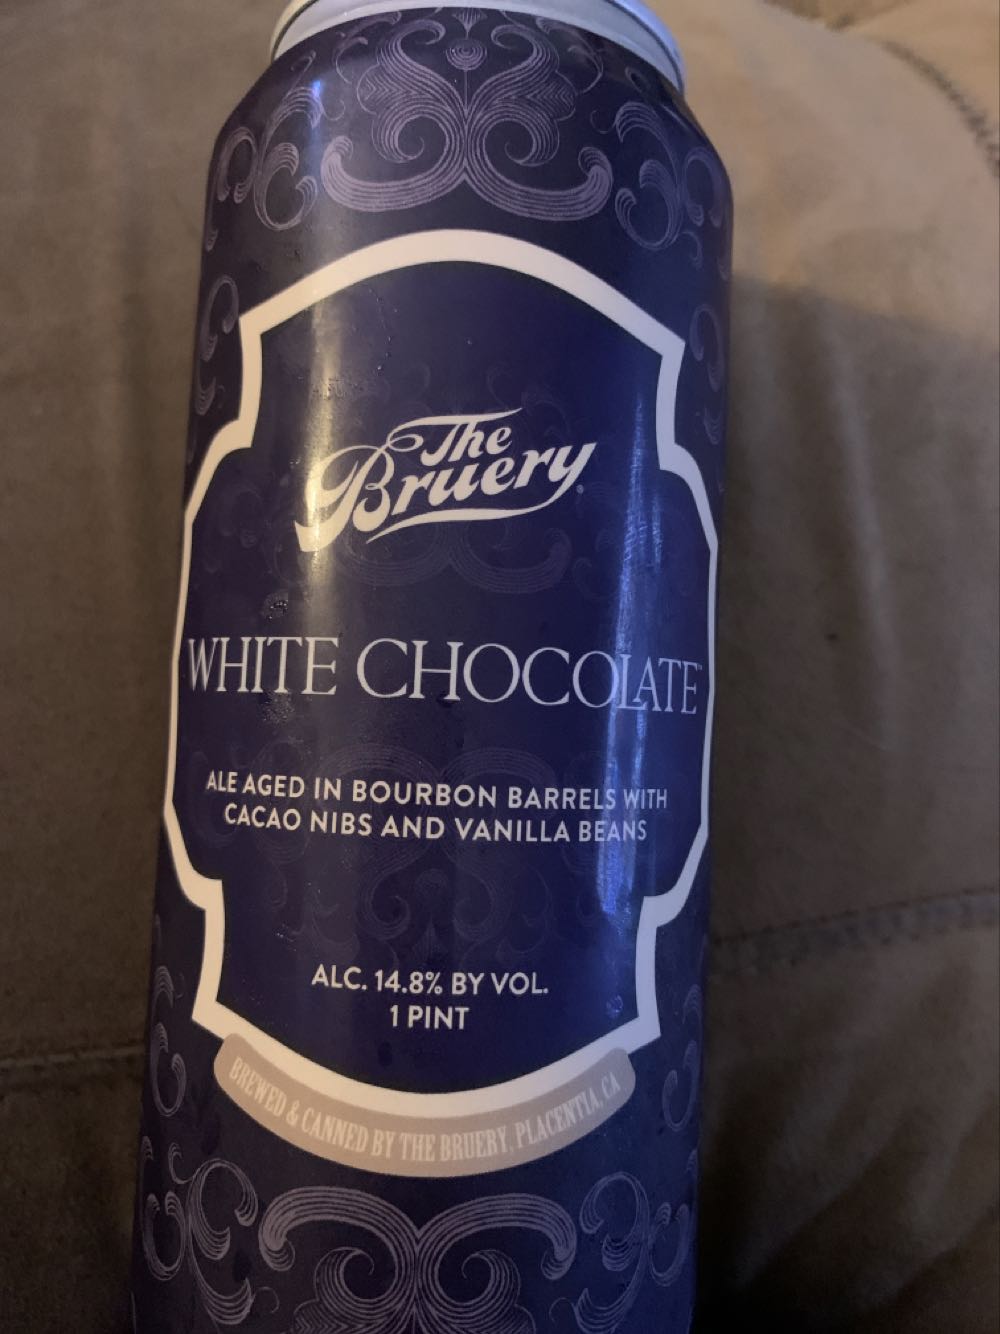 The
Bruery
WHITE CHOCOLATE™
ALE AGED IN BOURBON BARRELS WITH
CACAO NIBS AND VANILLA BEANS
ALC. 14.8% BY VOL.
1 PINT
BREWED & CANNED BY THE BRUERY, PLACENTIA, CA